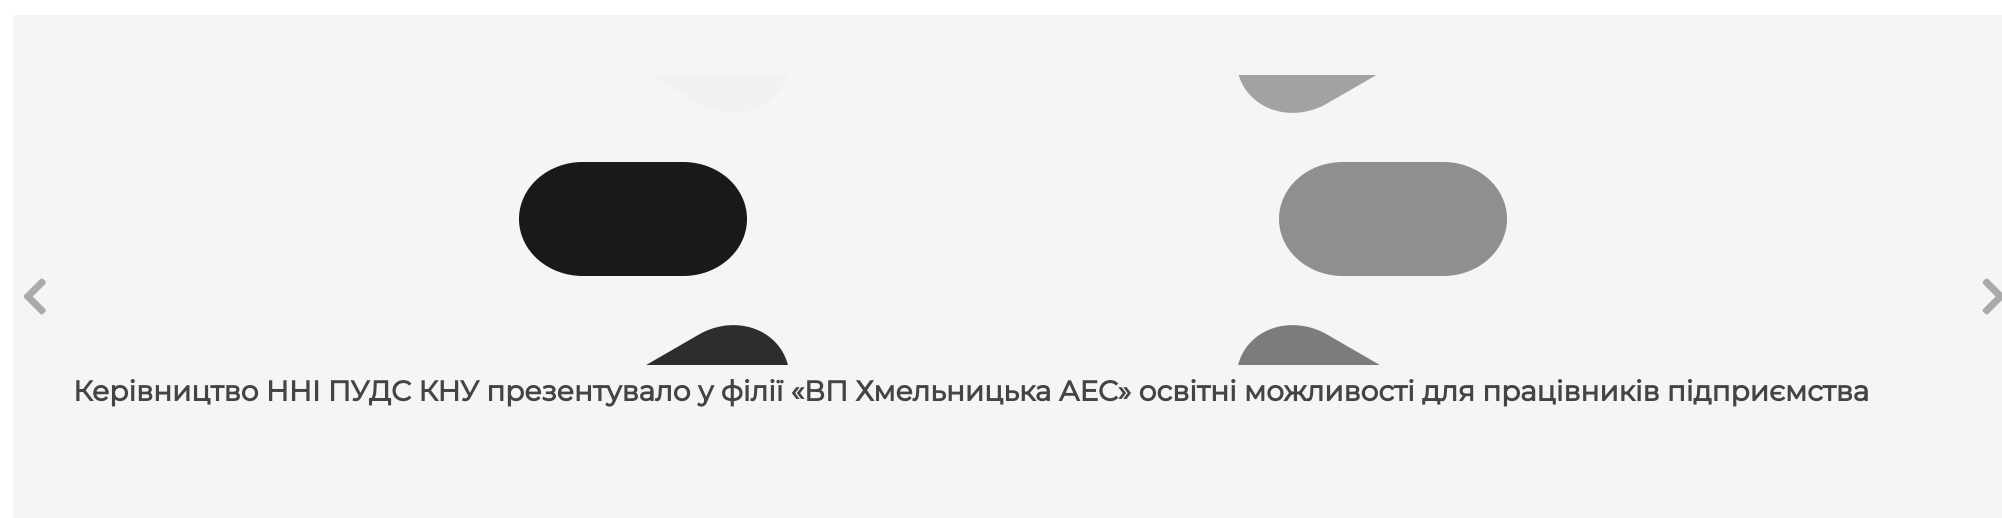 Керівництво ННІ ПУДС КНУ презентувало у філії «ВП Хмельницька АЕС» освітні можливості для працівників підприємства